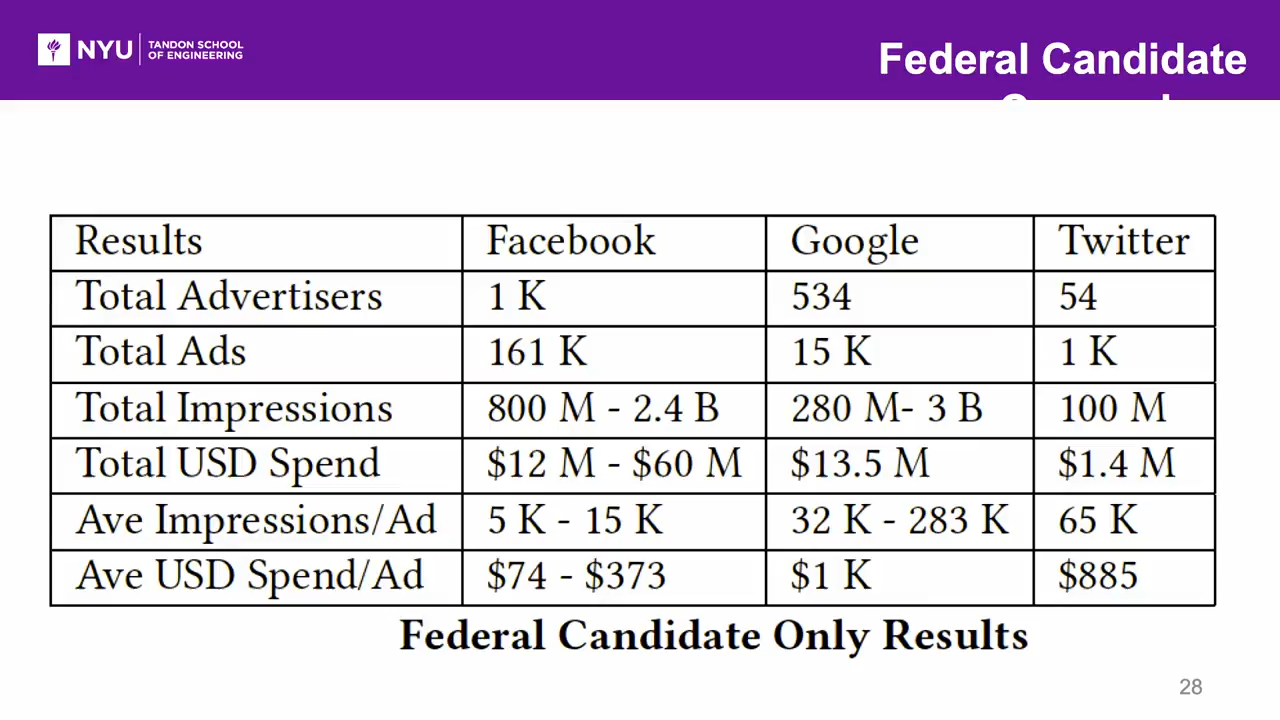 NYU TANDON SCHOOL
OF ENGINEERING
Federal Candidate
Results Facebook Google Twitter
Total Advertisers 1 K 534 54
Total Ads 161 K 15 K 1 K
Total Impressions 800 M - 2.4 B 280 M- 3 B 100 M
Total USD Spend $12 M - $60 M $13.5 M $1.4 M
Ave Impressions/Ad 5 K - 15 K 32 K - 283 K 65 K
Ave USD Spend/Ad $74 - $373 $1 K $885
Federal Candidate Only Results
28